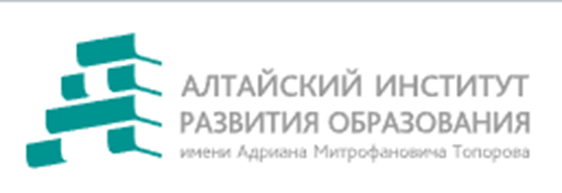 АЛТАЙСКИЙ ИНСТИТУТ
РАЗВИТИЯ ОБРАЗОВАНИЯ
имени Адриана Митрофановича Топорова